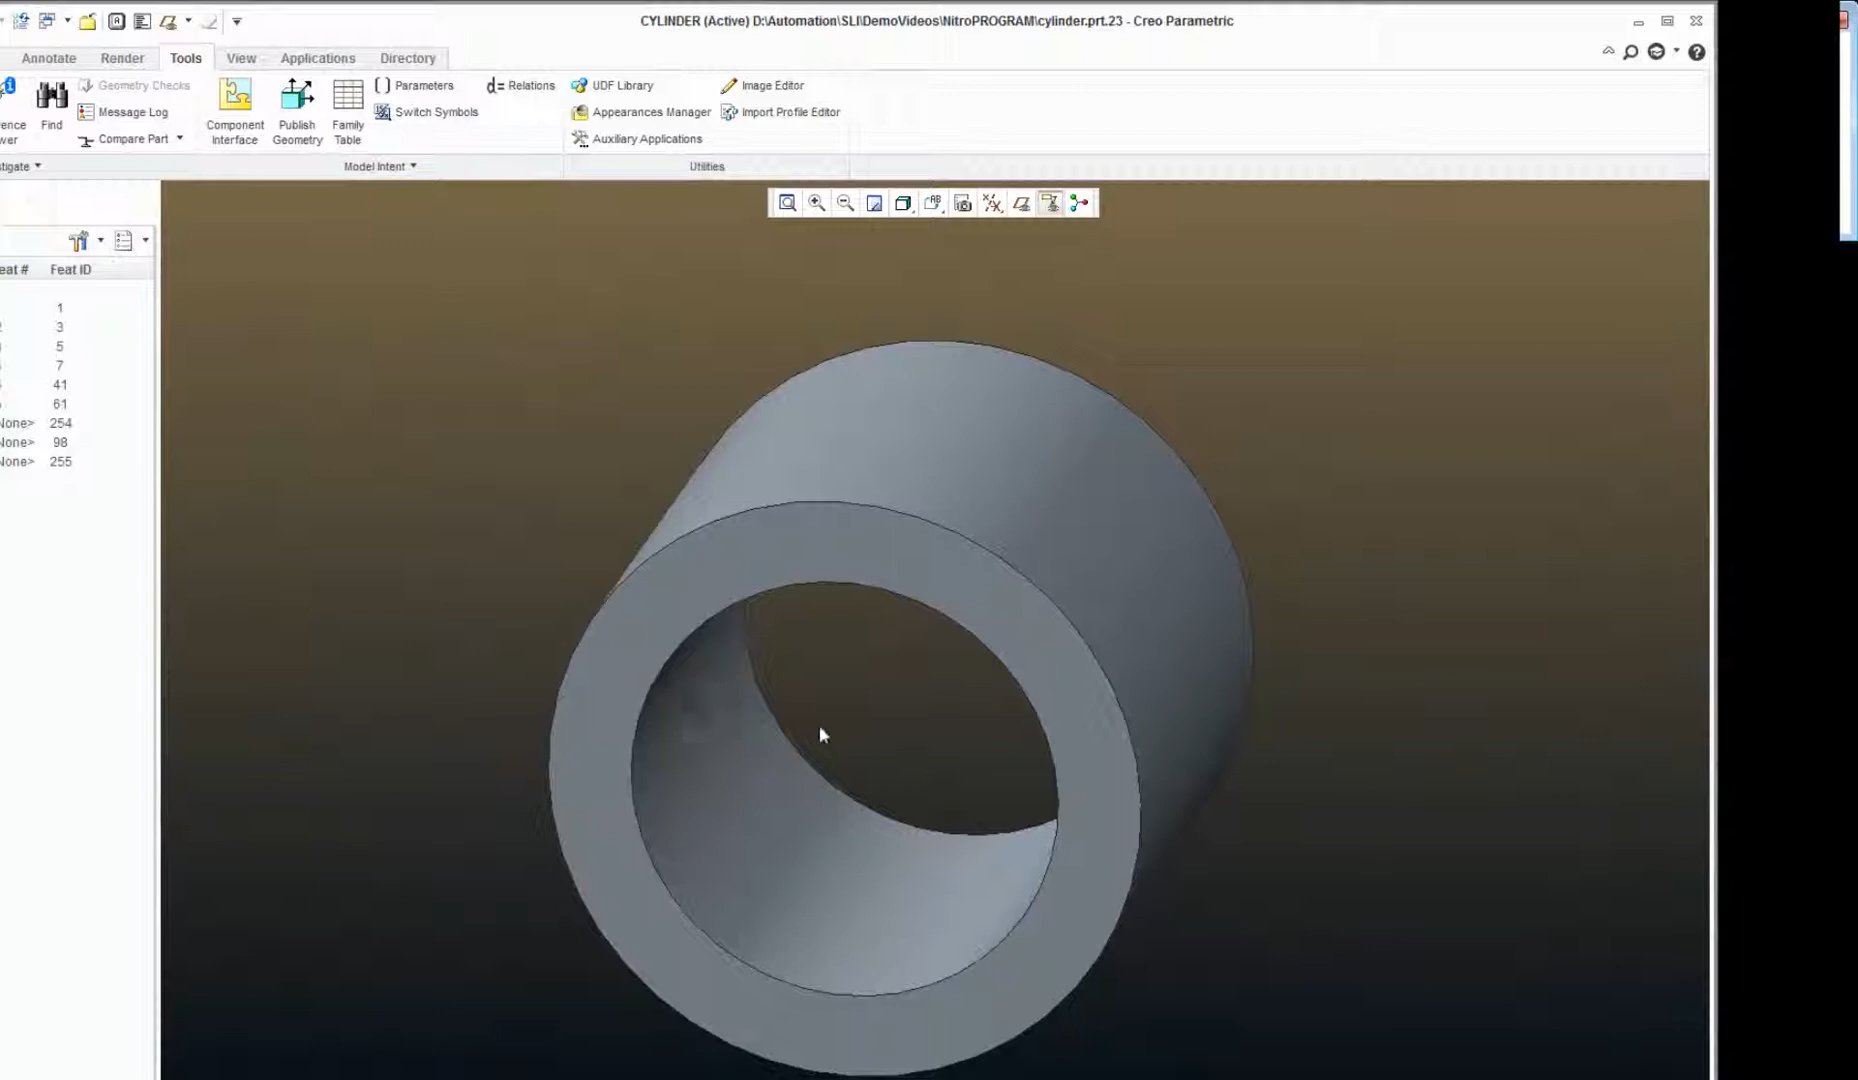 CYLINDER (Active) D:\Automation\SLI\DemoVideos\NitroPROGRAM\cylinder.prt.23 - Creo Parametric
Annotate Render Tools View Applications Directory
Geometry Checks
Message Log
Compare Part
Find
Component Interface
Publish Geometry
Family Table
Parameters
Switch Symbols
d= Relations
UDF Library
Appearances Manager
Auxiliary Applications
Image Editor
Import Profile Editor
Model Intent
Utilities
Feat ID
1
3
5
7
41
61
254
98
255